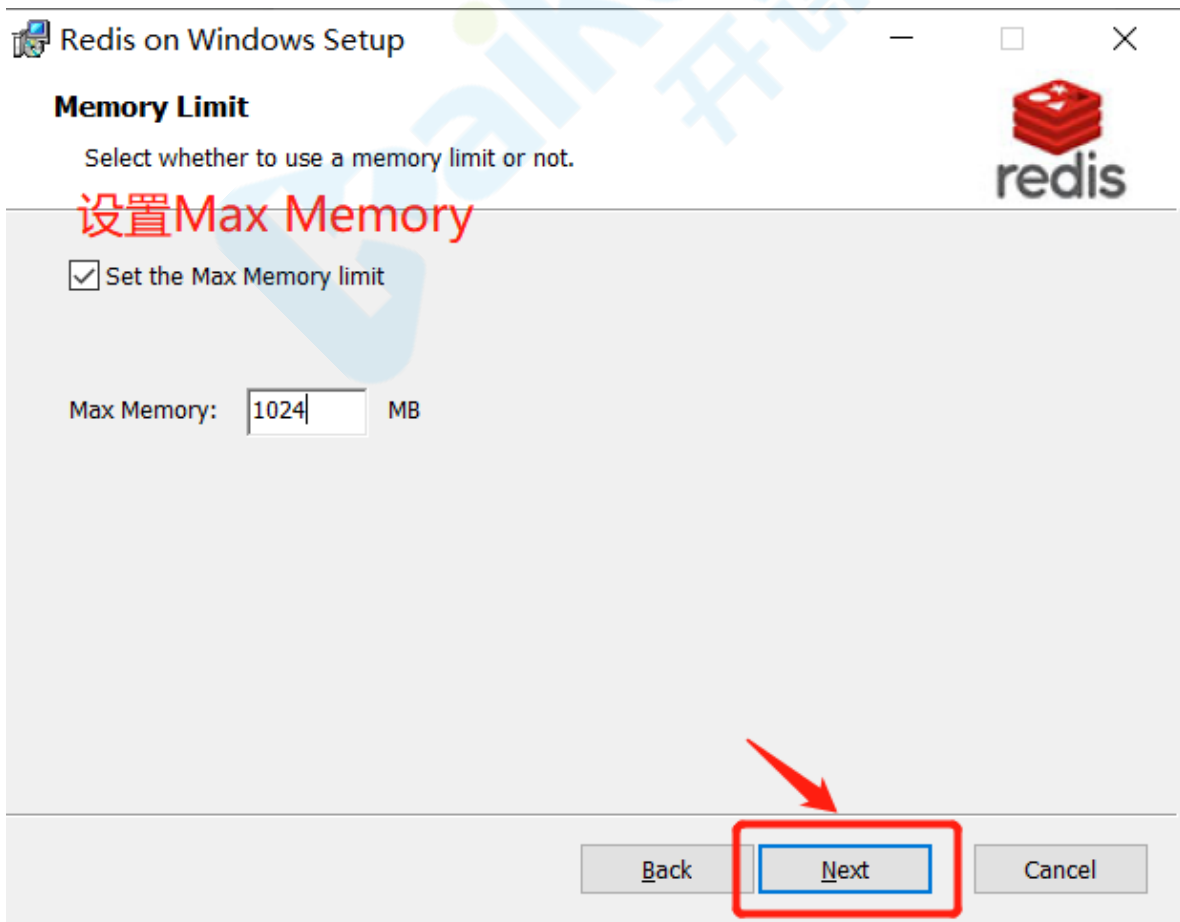 Redis on Windows Setup
Memory Limit
Select whether to use a memory limit or not.
redis
设置Max Memory
Set the Max Memory limit
Max Memory: 1024 MB
Back Next Cancel